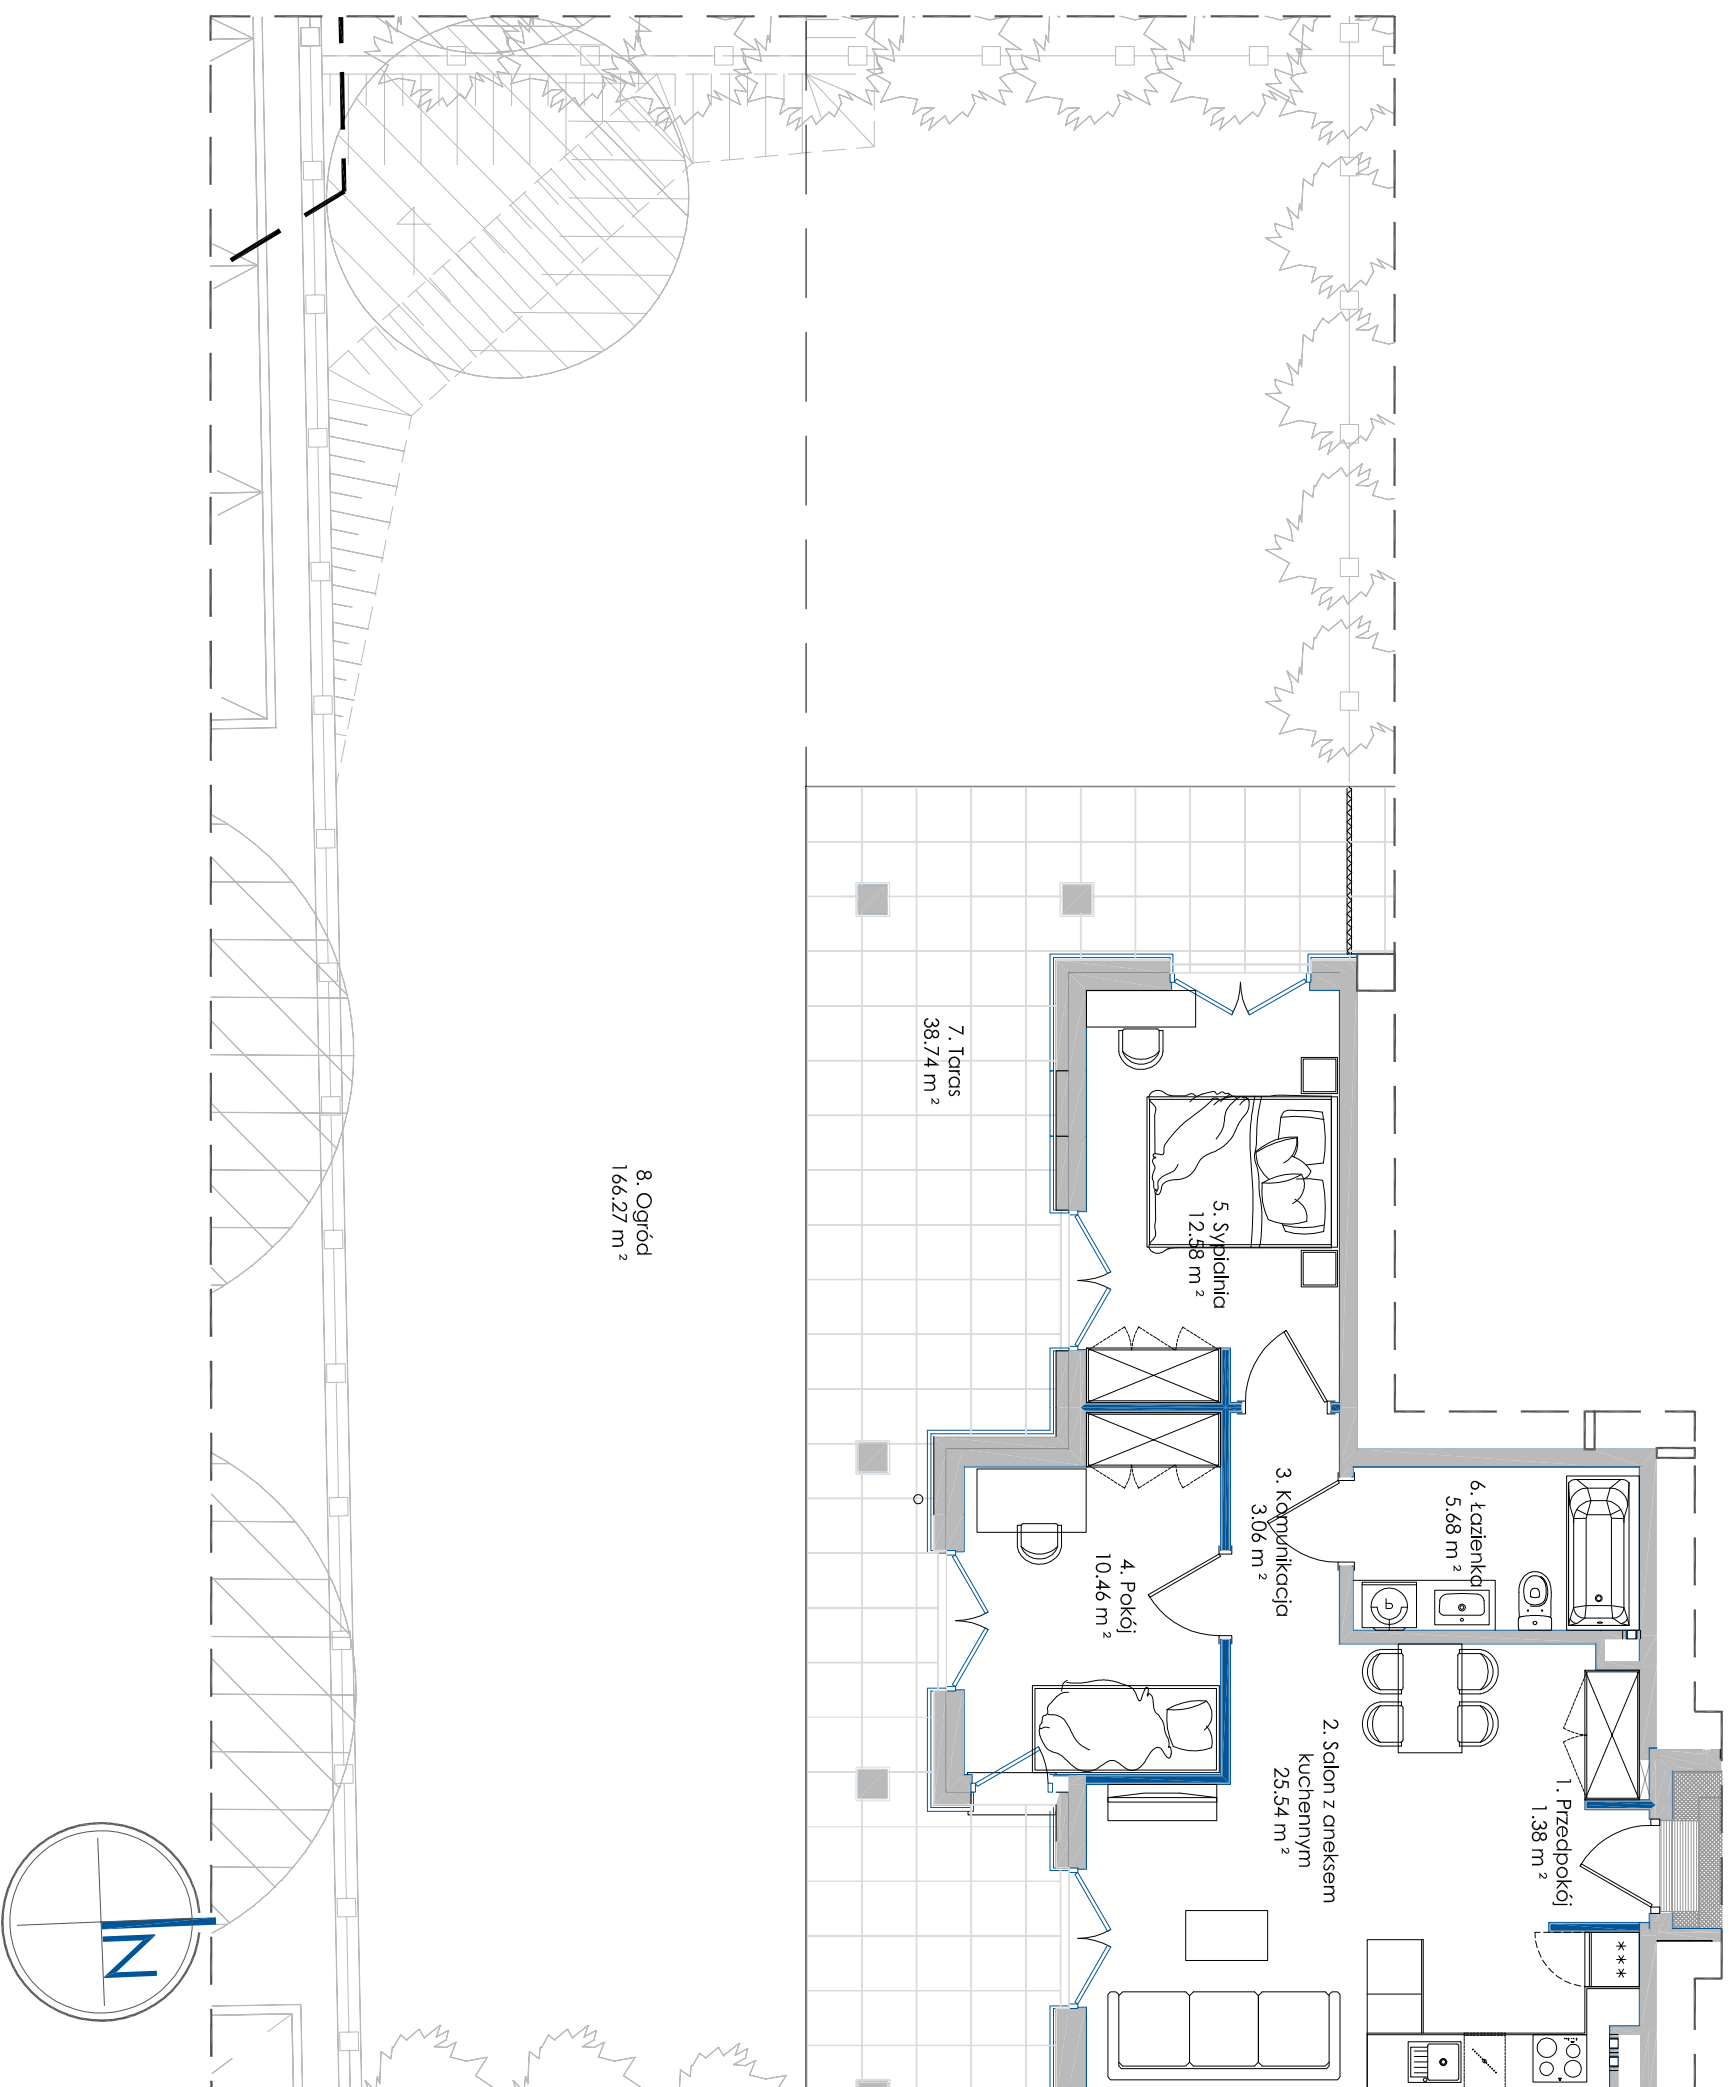 1. Przedpokój
1.38 m²
2. Salon z aneksem
kuchennym
25.54 m²
3. Komunikacja
3.06 m²
4. Pokój
10.46 m²
5. Sypialnia
12.58 m²
6. Łazienka
5.68 m²
7. Taras
38.74 m²
8. Ogród
166.27 m²
N
***